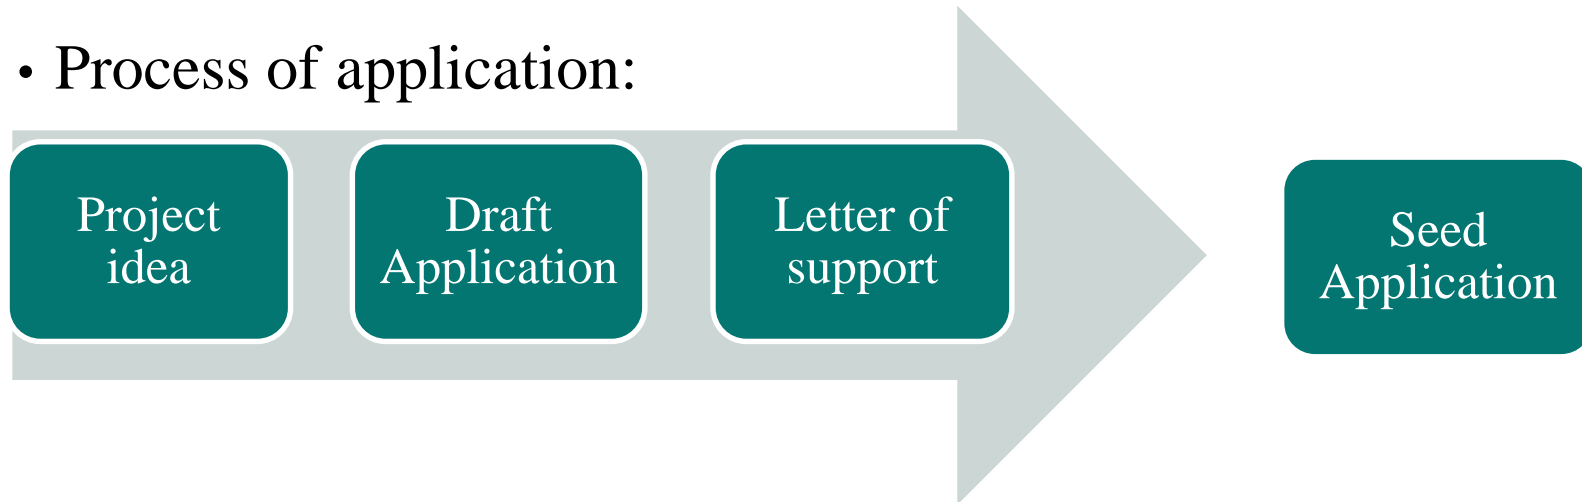 • Process of application:
Project
idea
Draft
Application
Letter of
support
Seed
Application